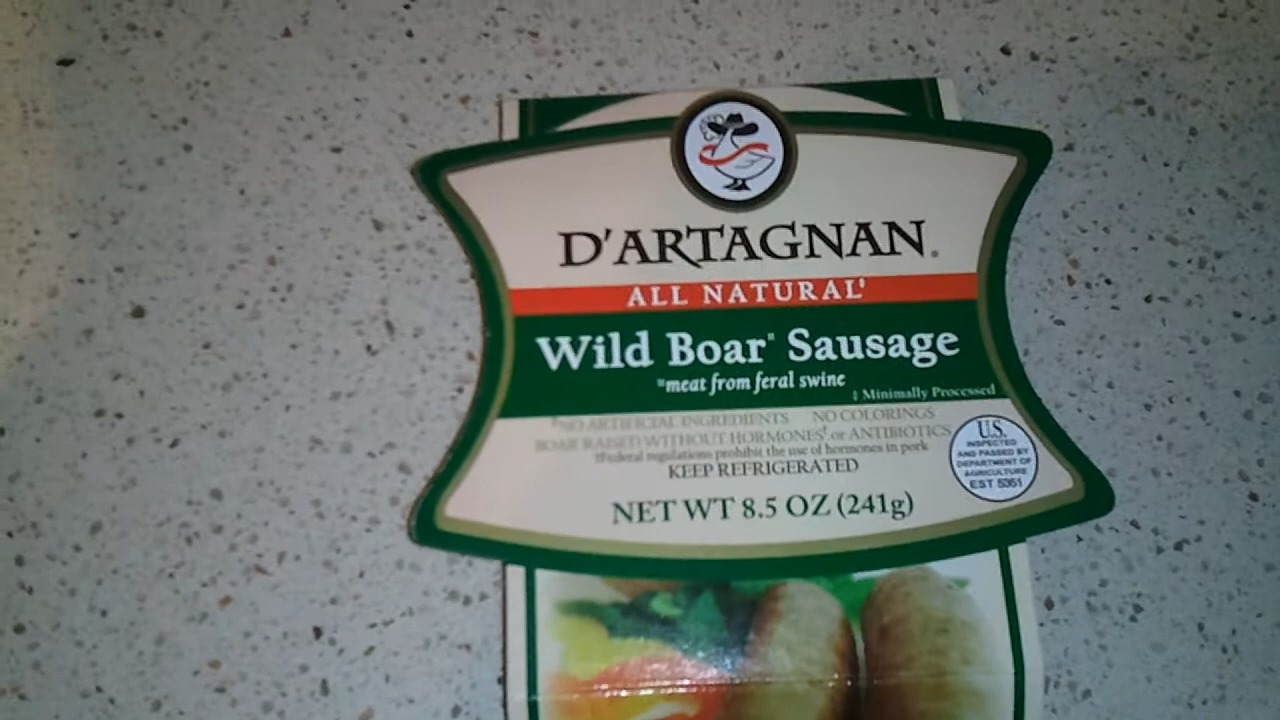 D'ARTAGNAN®
ALL NATURAL‡
Wild Boar* Sausage
*meat from feral swine
‡ Minimally Processed
NO ARTIFICIAL INGREDIENTS NO COLORINGS
BOAR RAISED WITHOUT HORMONES† or ANTIBIOTICS
†Federal regulations prohibit the use of hormones in pork
KEEP REFRIGERATED
NET WT 8.5 OZ (241g)
U.S.
INSPECTED
AND PASSED BY
DEPARTMENT OF
AGRICULTURE
EST 5351